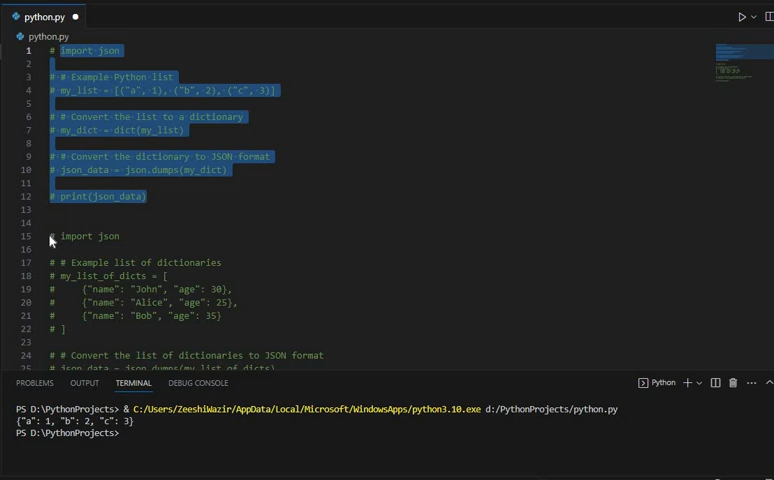 python.py
python.py
1 # import json
2
3 # # Example Python list
4 # my_list = [("a", 1), ("b", 2), ("c", 3)]
5
6 # # Convert the list to a dictionary
7 # my_dict = dict(my_list)
8
9 # # Convert the dictionary to JSON format
10 # json_data = json.dumps(my_dict)
11
12 # print(json_data)
13
14
15 # import json
16
17 # # Example list of dictionaries
18 # my_list_of_dicts = [
19 #     {"name": "John", "age": 30},
20 #     {"name": "Alice", "age": 25},
21 #     {"name": "Bob", "age": 35}
22 # ]
23
24 # # Convert the list of dictionaries to JSON format
25 # json_data = json.dumps(my_list_of_dicts)
PROBLEMS OUTPUT TERMINAL DEBUG CONSOLE Python
PS D:\PythonProjects> & C:/Users/ZeeshiWazir/AppData/Local/Microsoft/WindowsApps/python3.10.exe d:/PythonProjects/python.py
{"a": 1, "b": 2, "c": 3}
PS D:\PythonProjects>